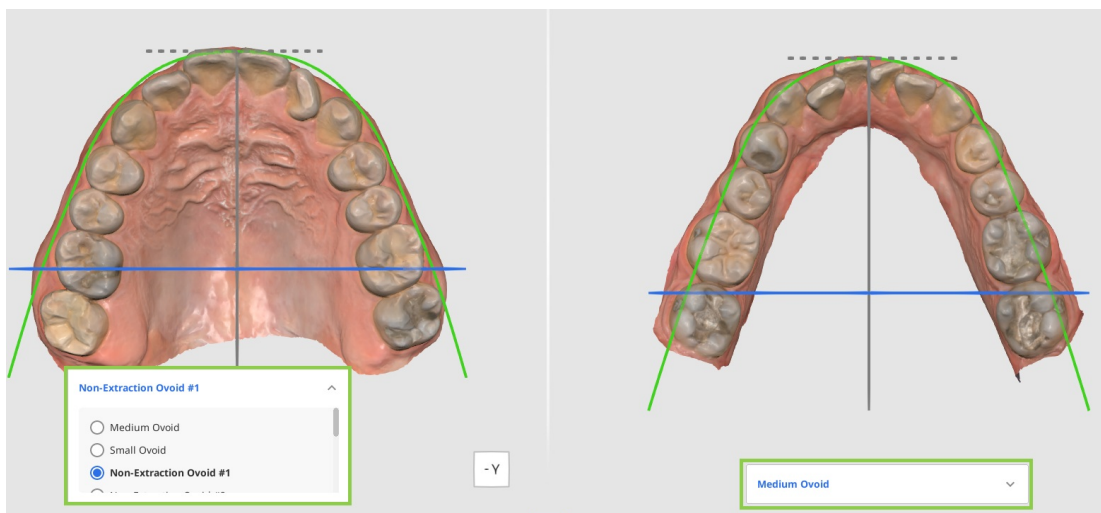 Non-Extraction Ovoid #1
Medium Ovoid
Small Ovoid
Non-Extraction Ovoid #1
-Y
Medium Ovoid